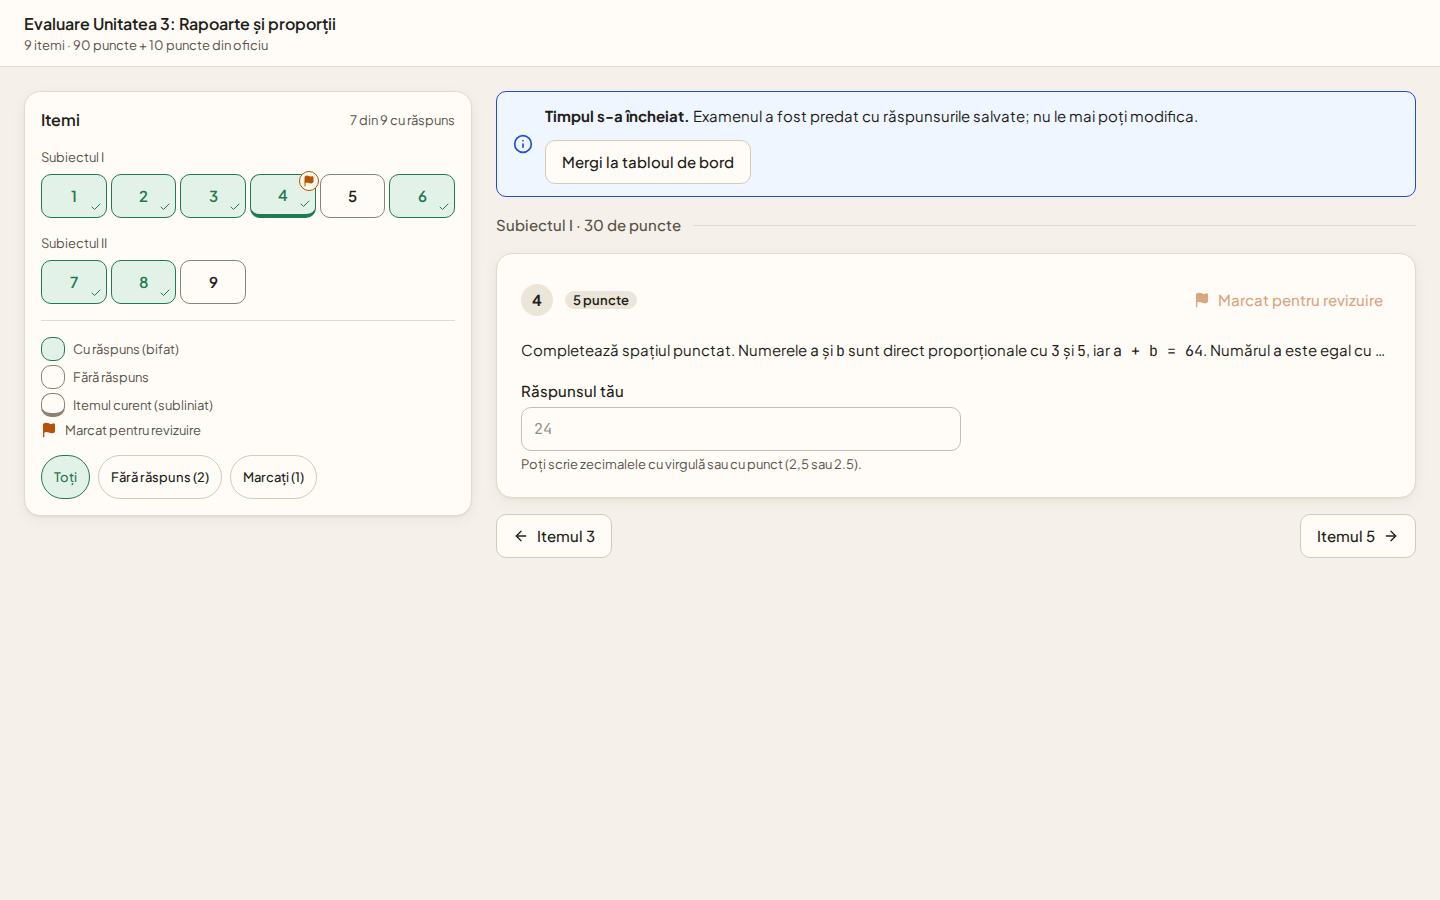 Evaluare Unitatea 3: Rapoarte și proporții
9 itemi · 90 puncte + 10 puncte din oficiu
Itemi
7 din 9 cu răspuns
Subiectul I
1
2
3
4
5
6
Subiectul II
7
8
9
Cu răspuns (bifat)
Fără răspuns
Itemul curent (subliniat)
Marcat pentru revizuire
Toți
Fără răspuns (2)
Marcați (1)
Timpul s-a încheiat. Examenul a fost predat cu răspunsurile salvate; nu le mai poți modifica.
Mergi la tabloul de bord
Subiectul I · 30 de puncte
4
5 puncte
Marcat pentru revizuire
Completează spațiul punctat. Numerele a și b sunt direct proporționale cu 3 și 5, iar a + b = 64. Numărul a este egal cu …
Răspunsul tău
24
Poți scrie zecimalele cu virgulă sau cu punct (2,5 sau 2.5).
Itemul 3
Itemul 5